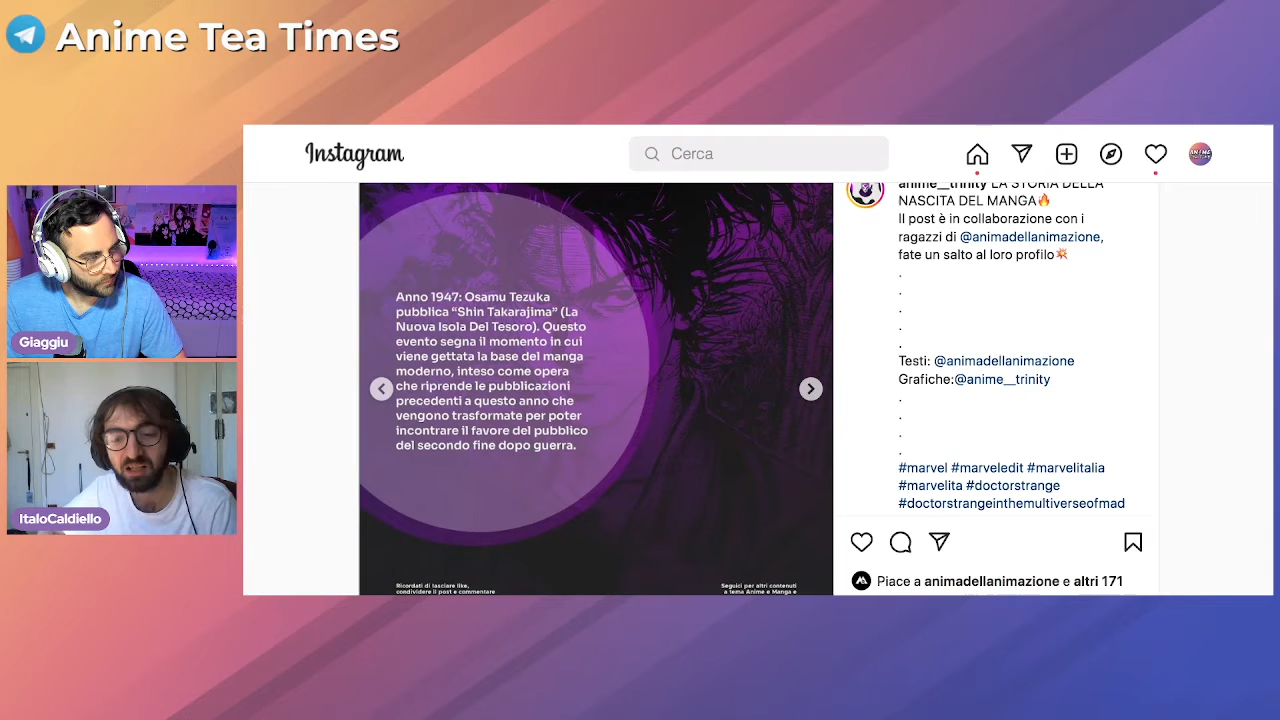 Anime Tea Times
Instagram
Cerca
anime__trinity LA STORIA DELLA
NASCITA DEL MANGA🔥
Il post è in collaborazione con i
ragazzi di @animadellanimazione,
fate un salto al loro profilo💥
.
.
.
.
.
Testi: @animadellanimazione
Grafiche:@anime__trinity
.
.
.
.
#marvel #marveledit #marvelitalia
#marvelita #doctorstrange
#doctorstrangeinthemultiverseofmad
Piace a animadellanimazione e altri 171
Anno 1947: Osamu Tezuka
pubblica “Shin Takarajima” (La
Nuova Isola Del Tesoro). Questo
evento segna il momento in cui
viene gettata la base del manga
moderno, inteso come opera
che riprende le pubblicazioni
precedenti a questo anno che
vengono trasformate per poter
incontrare il favore del pubblico
del secondo fine dopo guerra.
Ricordati di lasciare like,
condividere il post e commentare
Seguici per altri contenuti
a tema Anime e Manga e
Giaggiu
ItaloCaldiello